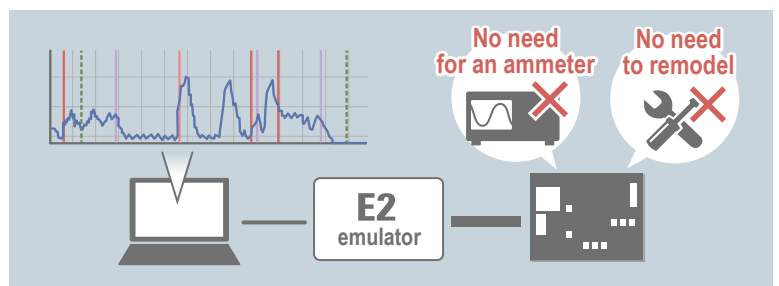 No need
for an ammeter
No need
to remodel
E2
emulator